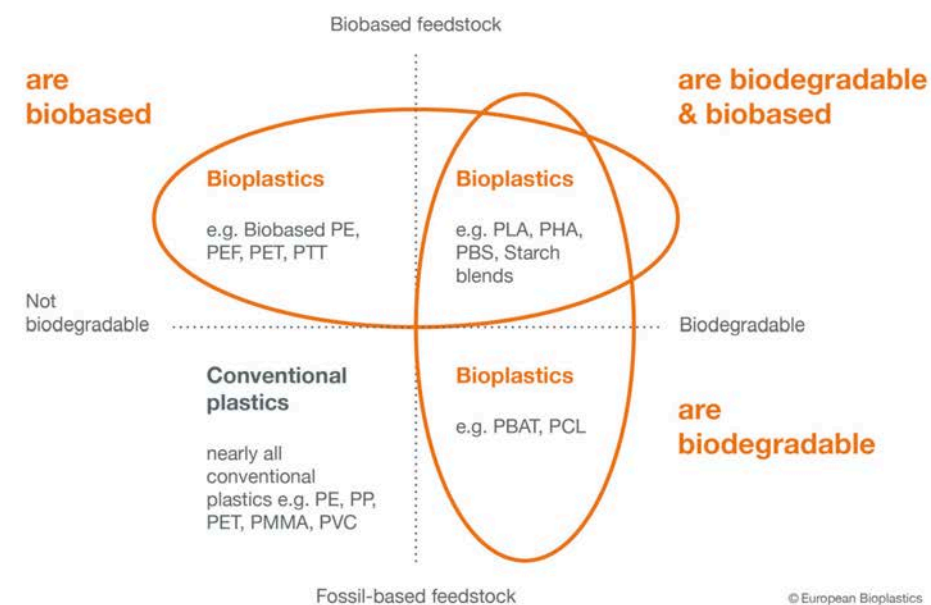 Biobased feedstock
are
biobased
are biodegradable
& biobased
Bioplastics
e.g. Biobased PE,
PEF, PET, PTT
Bioplastics
e.g. PLA, PHA,
PBS, Starch
blends
Not
biodegradable
Biodegradable
Conventional
plastics
nearly all
conventional
plastics e.g. PE, PP,
PET, PMMA, PVC
Bioplastics
e.g. PBAT, PCL
are
biodegradable
Fossil-based feedstock
© European Bioplastics